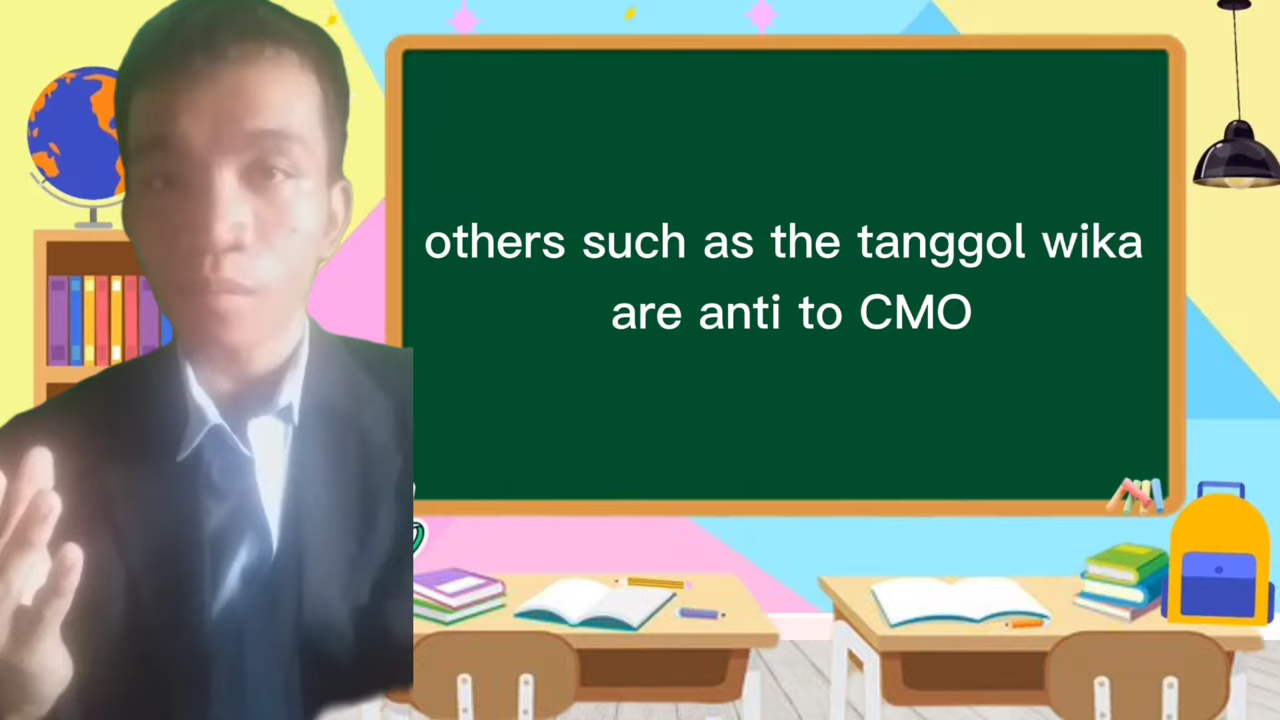 others such as the tanggol wika
are anti to CMO